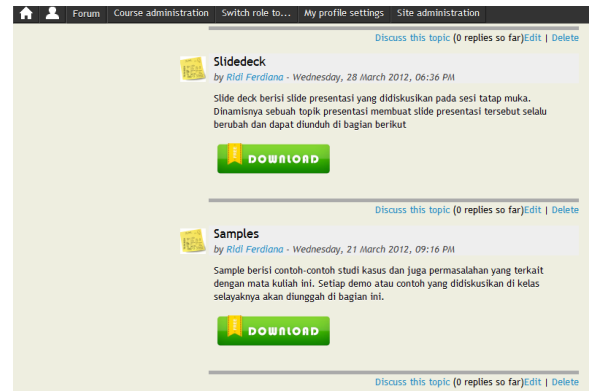 Forum Course administration Switch role to... My profile settings Site administration
Discuss this topic (0 replies so far)Edit | Delete
Slidedeck
by Ridi Ferdiana - Wednesday, 28 March 2012, 06:36 PM
Slide deck berisi slide presentasi yang didiskusikan pada sesi tatap muka.
Dinamisnya sebuah topik presentasi membuat slide presentasi tersebut selalu
berubah dan dapat diunduh di bagian berikut
DOWNLOAD
Discuss this topic (0 replies so far)Edit | Delete
Samples
by Ridi Ferdiana - Wednesday, 21 March 2012, 09:16 PM
Sample berisi contoh-contoh studi kasus dan juga permasalahan yang terkait
dengan mata kuliah ini. Setiap demo atau contoh yang didiskusikan di kelas
selayaknya akan diunggah di bagian ini.
DOWNLOAD
Discuss this topic (0 replies so far)Edit | Delete